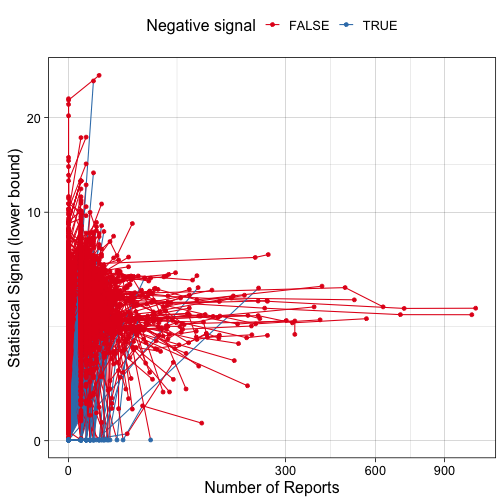 Negative signal FALSE TRUE
Statistical Signal (lower bound)
20
10
0
0 300 600 900
Number of Reports